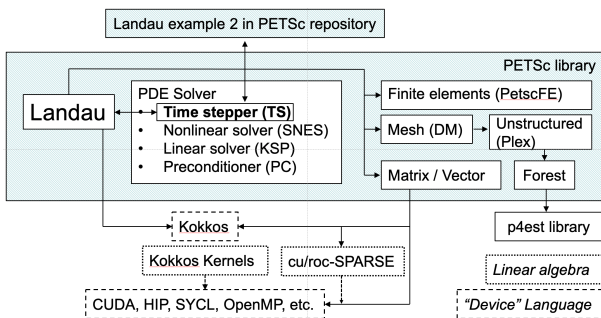 Landau example 2 in PETSc repository
PETSc library
PDE Solver
Landau
• Time stepper (TS)
• Nonlinear solver (SNES)
• Linear solver (KSP)
• Preconditioner (PC)
Finite elements (PetscFE)
Mesh (DM)
Unstructured
(Plex)
Matrix / Vector
Forest
Kokkos
p4est library
Kokkos Kernels
cu/roc-SPARSE
Linear algebra
CUDA, HIP, SYCL, OpenMP, etc.
“Device” Language